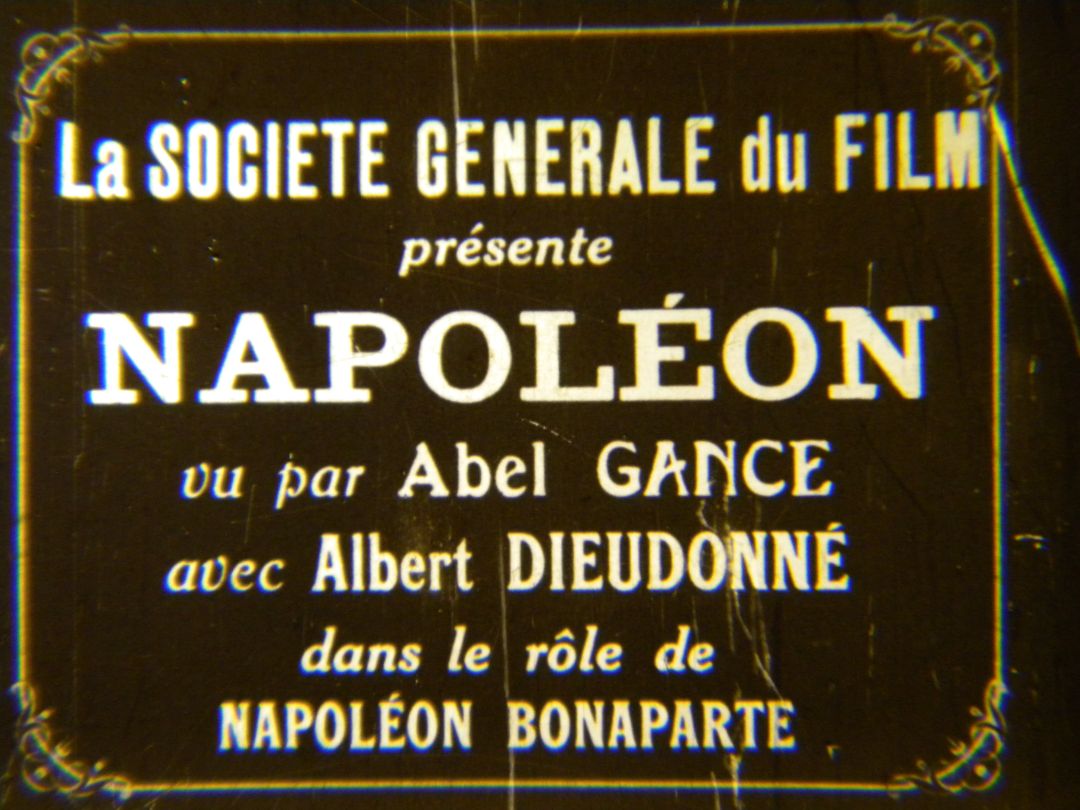 La SOCIETE GENERALE du FILM
présente
NAPOLÉON
vu par Abel GANCE
avec Albert DIEUDONNÉ
dans le rôle de
NAPOLÉON BONAPARTE